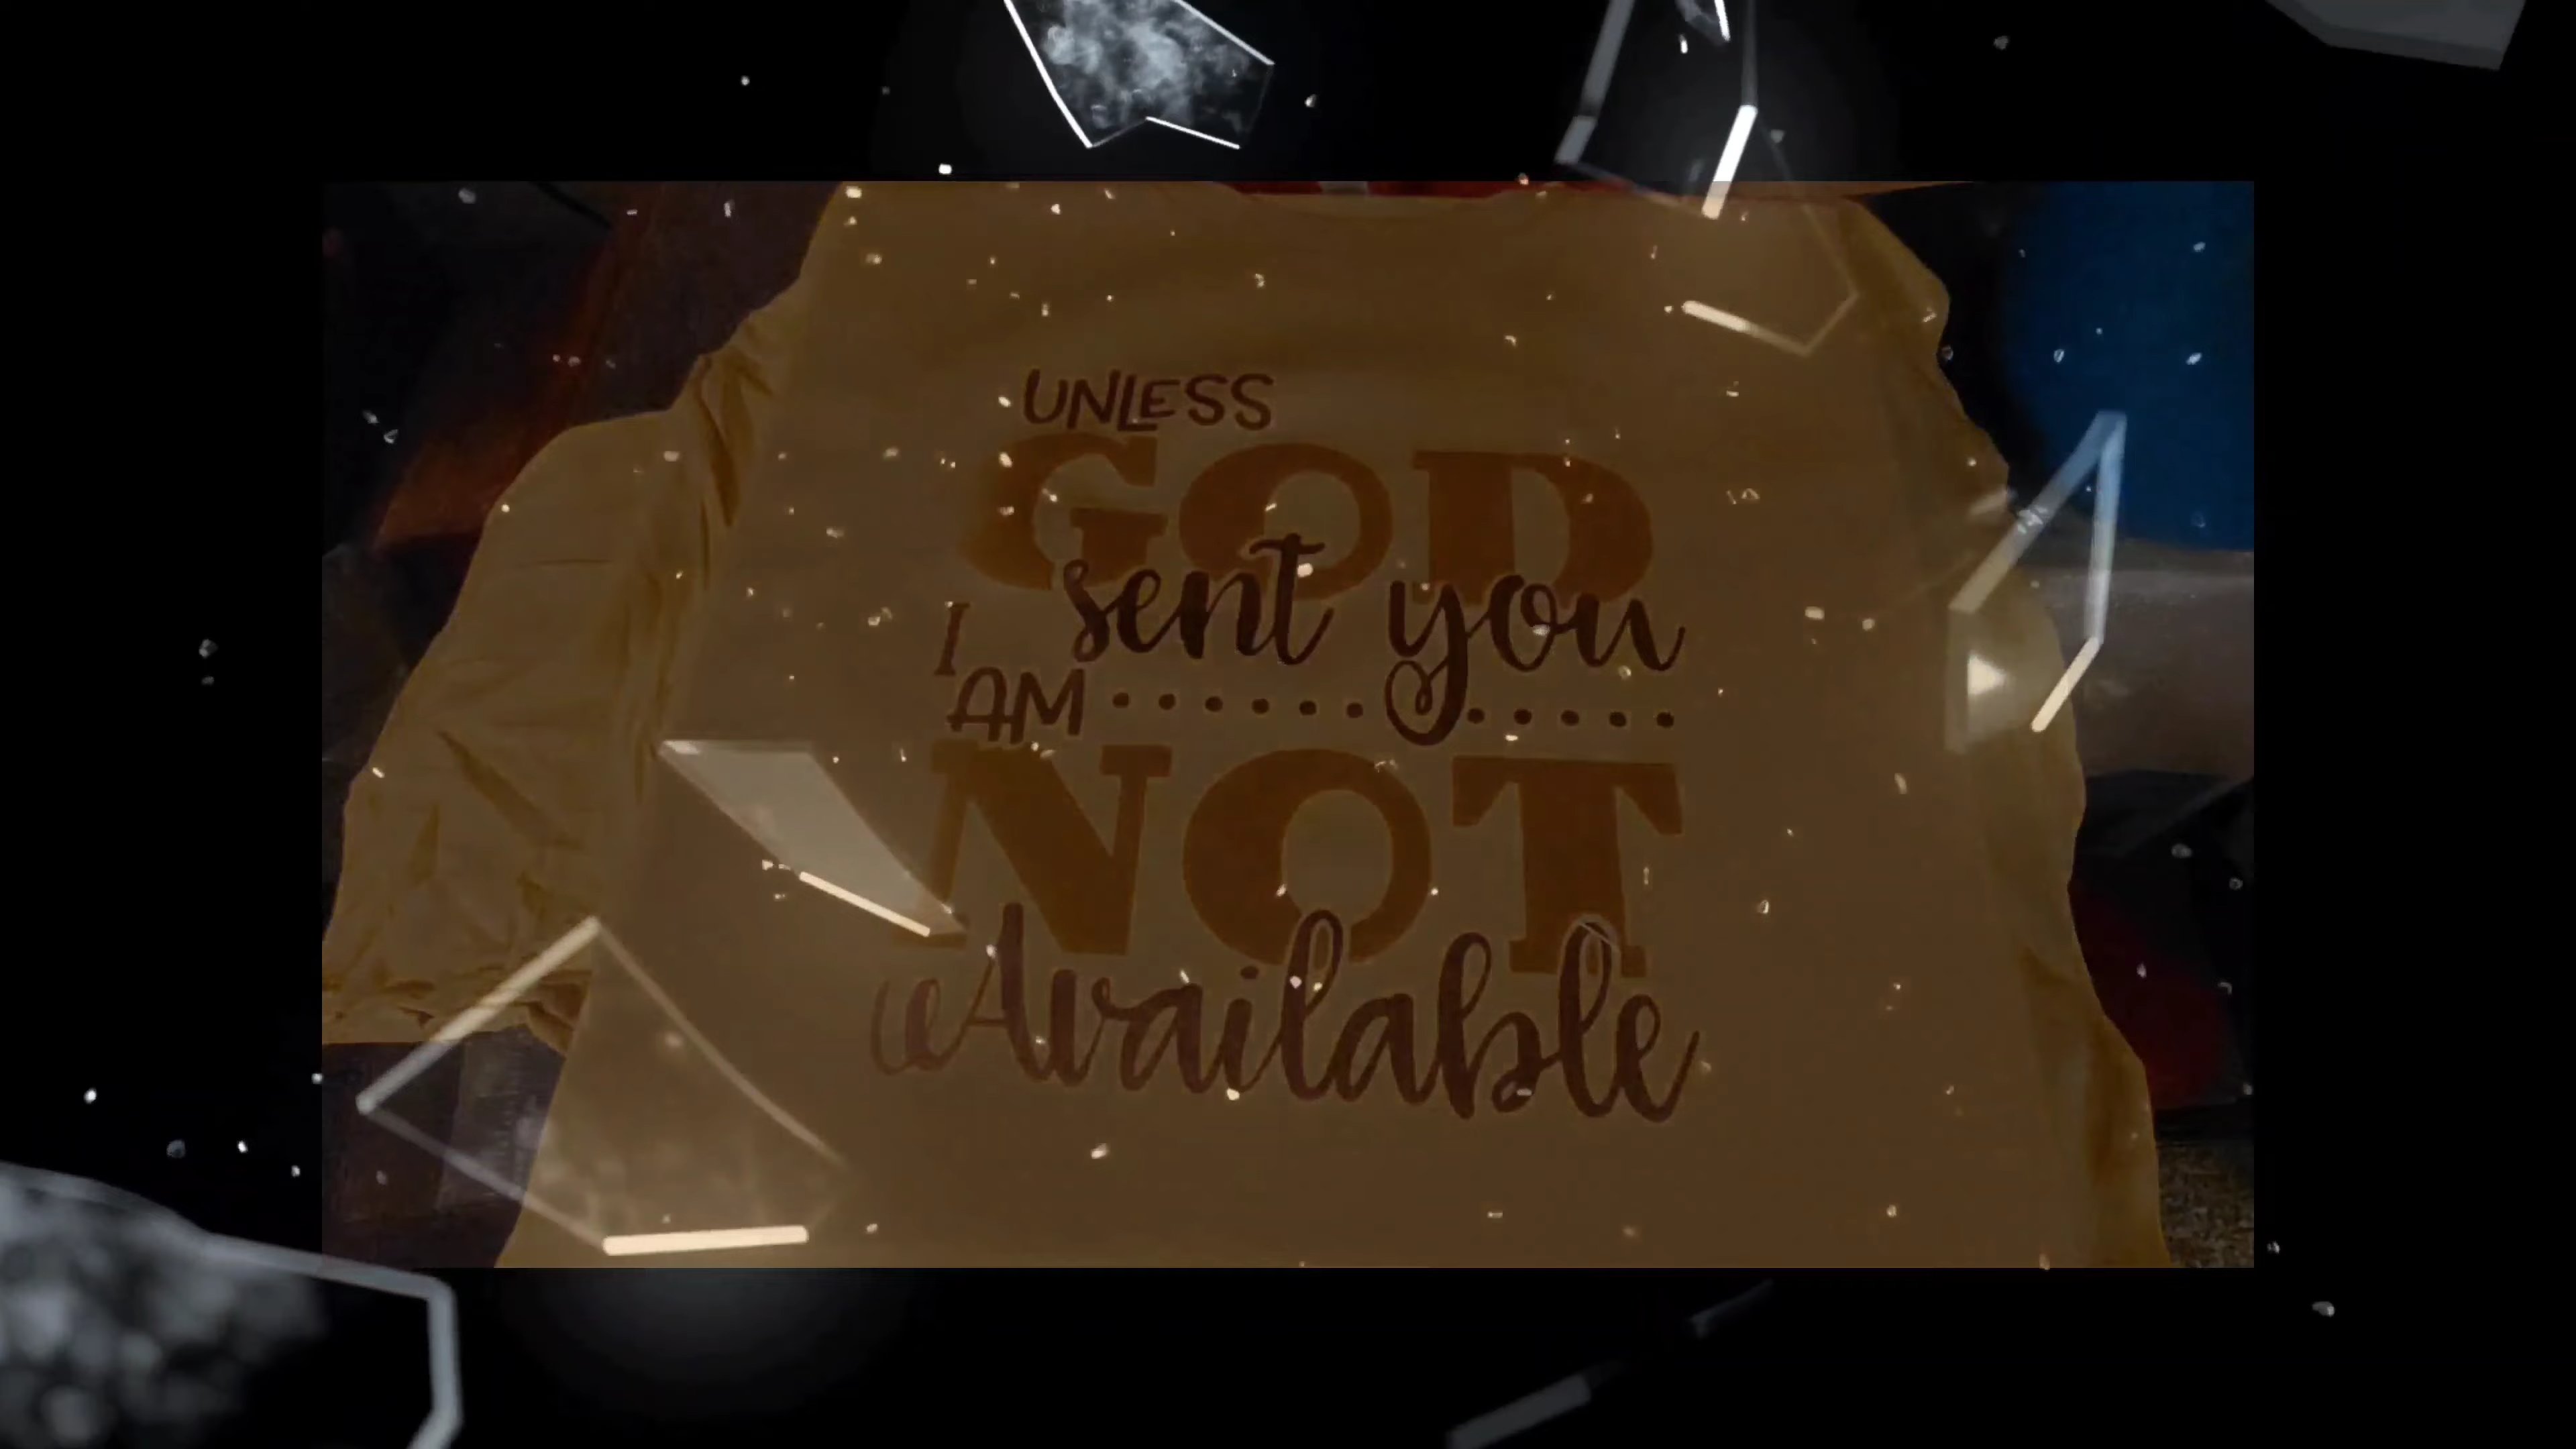 UNLESS
GOD
sent you
I
AM ............
NOT
Available